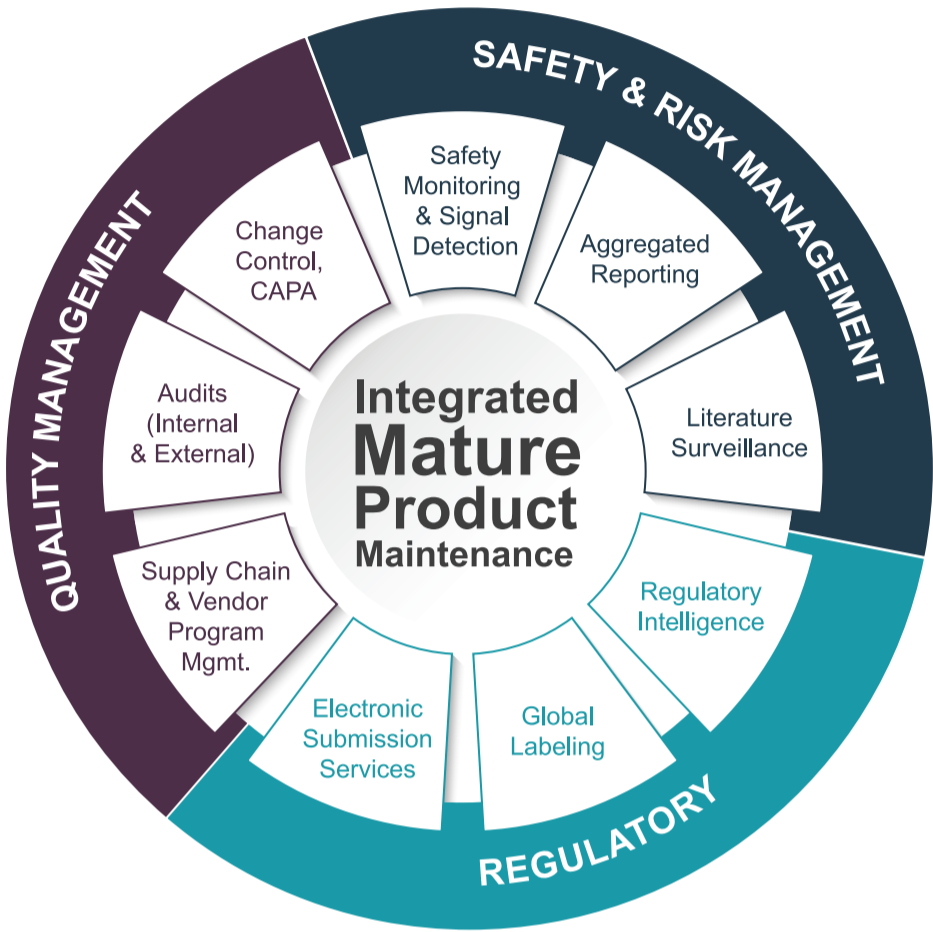 SAFETY & RISK MANAGEMENT
Safety
Monitoring
& Signal
Detection
Aggregated
Reporting
Literature
Surveillance
REGULATORY
Regulatory
Intelligence
Global
Labeling
Electronic
Submission
Services
QUALITY MANAGEMENT
Supply Chain
& Vendor
Program
Mgmt.
Audits
(Internal
& External)
Change
Control,
CAPA
Integrated
Mature
Product
Maintenance